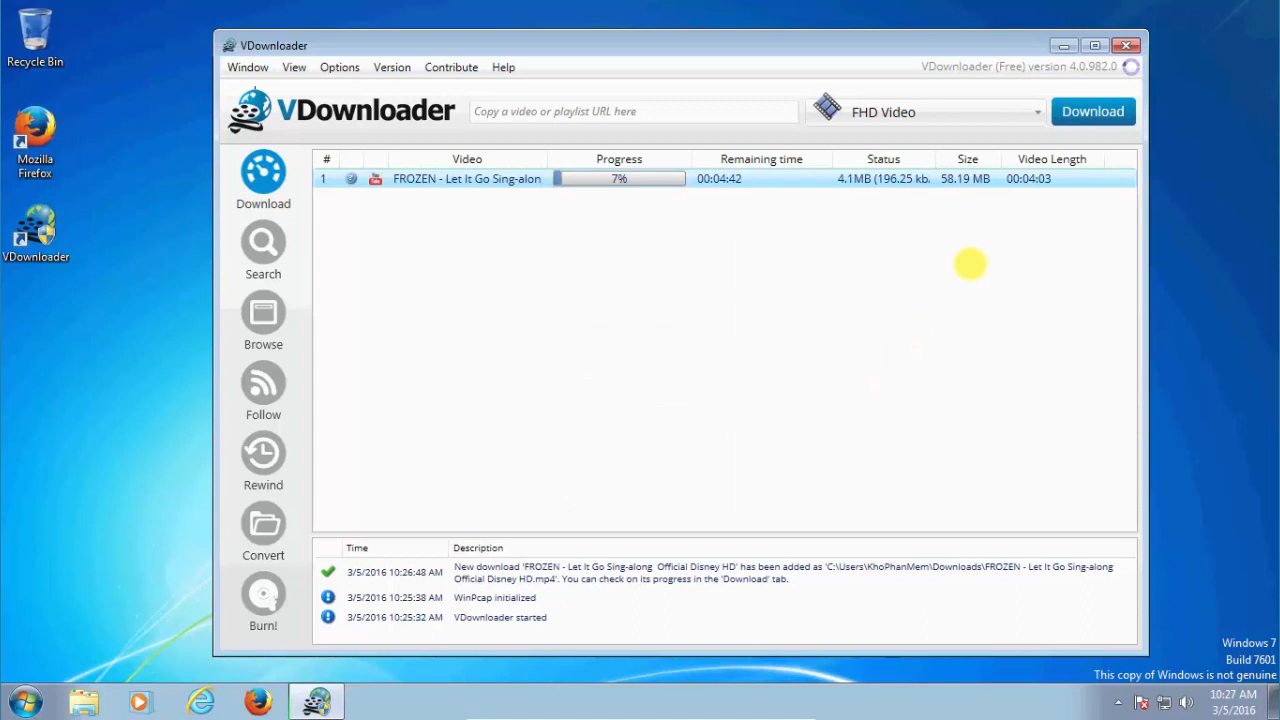 Recycle Bin
Mozilla
Firefox
VDownloader
VDownloader
Window View Options Version Contribute Help
VDownloader (Free) version 4.0.982.0
VDownloader
Copy a video or playlist URL here
FHD Video
Download
Download
Search
Browse
Follow
Rewind
Convert
Burn!
# Video Progress Remaining time Status Size Video Length
1 FROZEN - Let It Go Sing-alon 7% 00:04:42 4.1MB (196.25 kb. 58.19 MB 00:04:03
Time Description
3/5/2016 10:26:48 AM New download 'FROZEN - Let It Go Sing-along Official Disney HD' has been added as 'C:\Users\KhoPhanMem\Downloads\FROZEN - Let It Go Sing-along
Official Disney HD.mp4'. You can check on its progress in the 'Download' tab.
3/5/2016 10:25:38 AM WinPcap initialized
3/5/2016 10:25:32 AM VDownloader started
Windows 7
Build 7601
This copy of Windows is not genuine
10:27 AM
3/5/2016